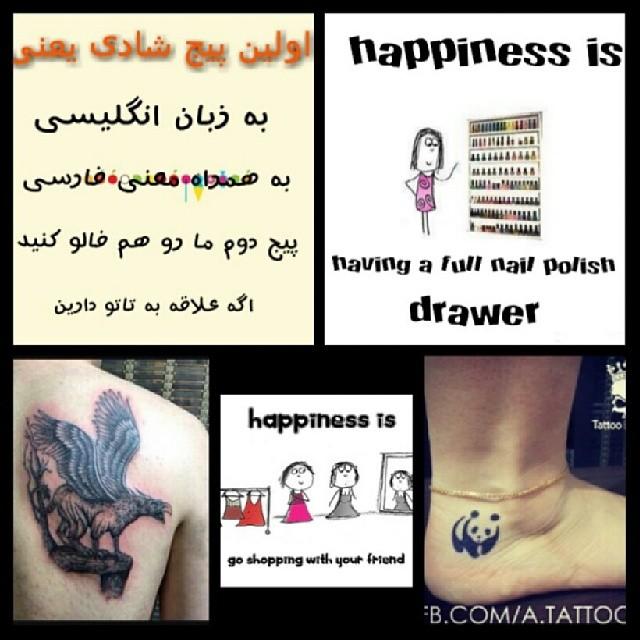 اولین پیج شادی یعنی
به زبان انگلیسی
به همراه معنی فارسی
پیج دوم ما رو هم فالو کنید
اگه علاقه به تاتو دارین
happiness is
having a full nail polish
drawer
happiness is
go shopping with your friend
Tattoo
FB.COM/A.TATTOO